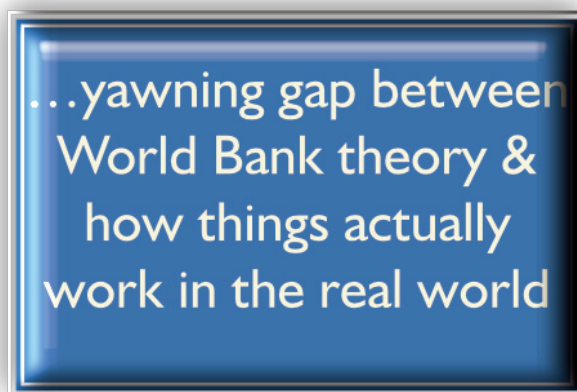 …yawning gap between
World Bank theory &
how things actually
work in the real world